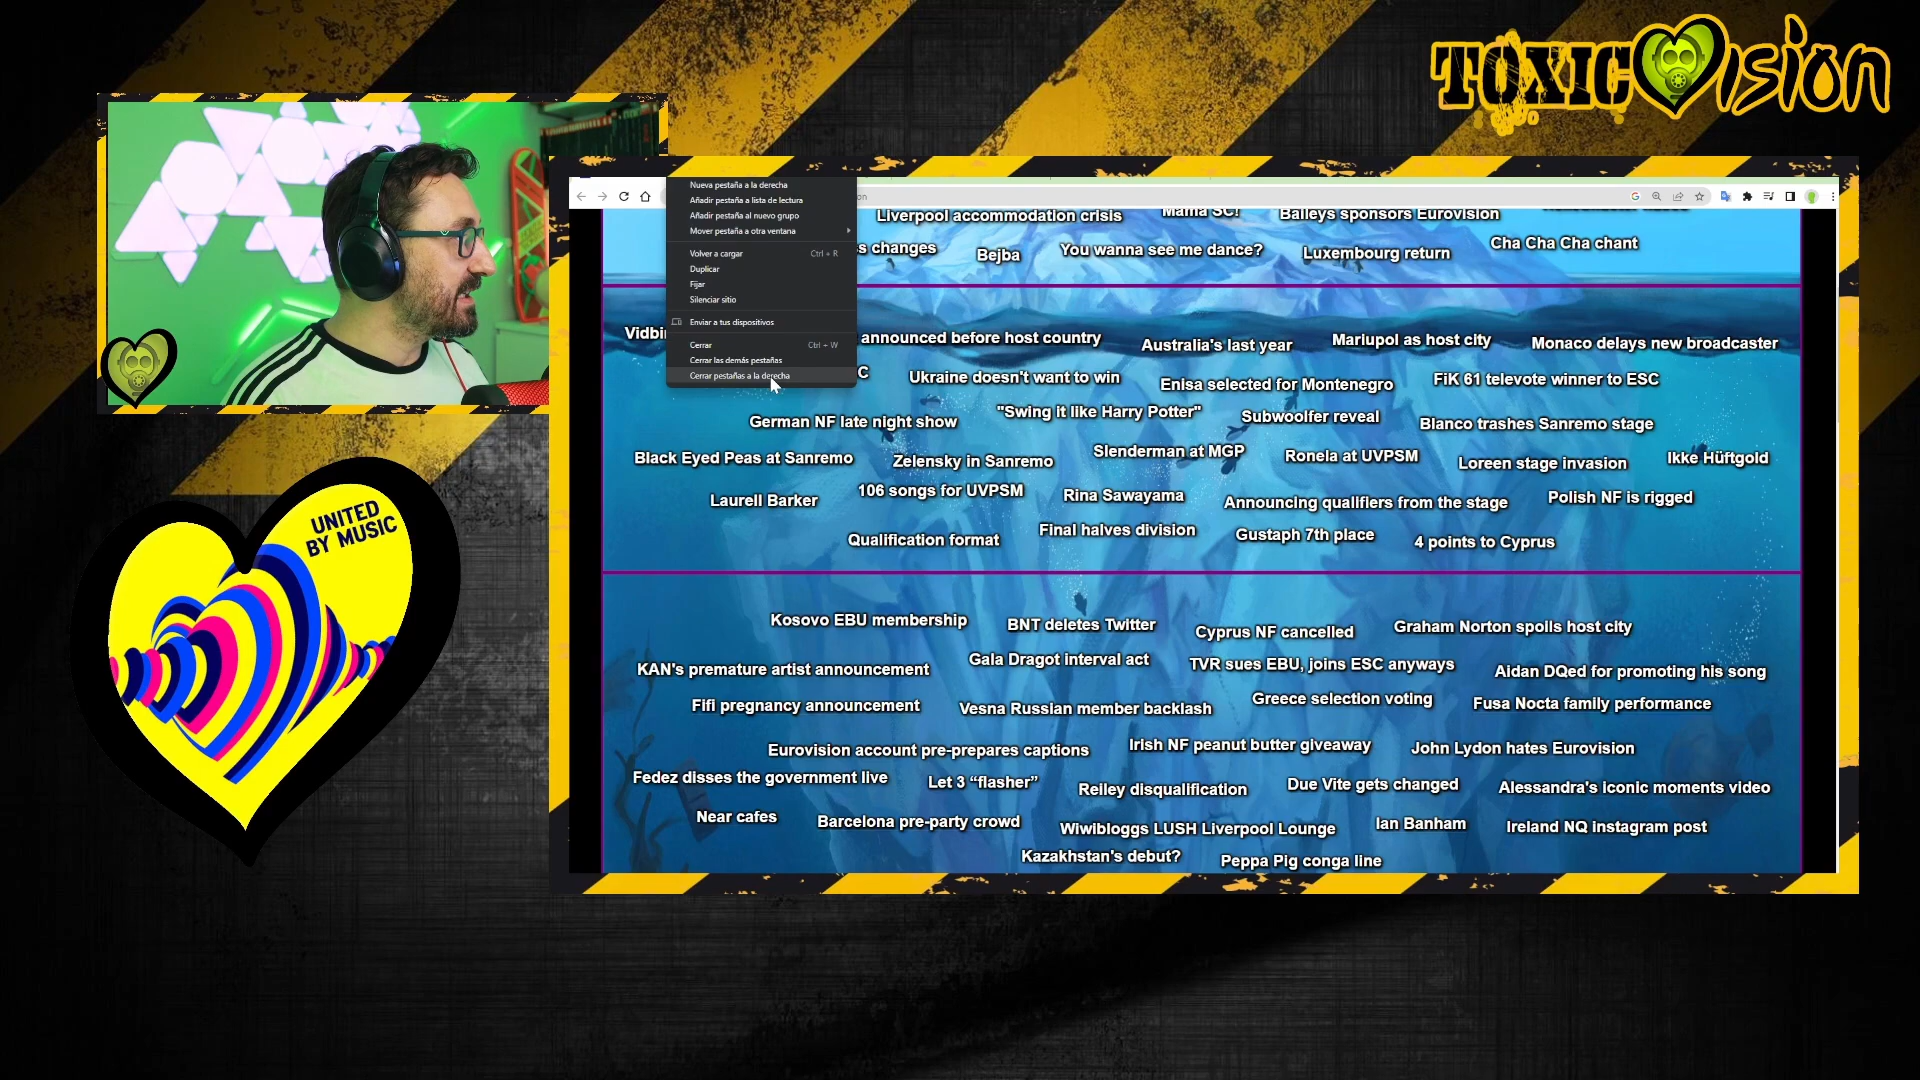 TOXICVISION
Nueva pestaña a la derecha
Añadir pestaña a lista de lectura
Añadir pestaña al nuevo grupo
Mover pestaña a otra ventana
Volver a cargar Ctrl + R
Duplicar
Fijar
Silenciar sitio
Enviar a tus dispositivos
Cerrar Ctrl + W
Cerrar las demás pestañas
Cerrar pestañas a la derecha
Liverpool accommodation crisis Mama SC! Baileys sponsors Eurovision
changes Bejba You wanna see me dance? Luxembourg return Cha Cha Cha chant
announced before host country Australia's last year Mariupol as host city Monaco delays new broadcaster
Ukraine doesn't want to win Enisa selected for Montenegro FiK 61 televote winner to ESC
German NF late night show "Swing it like Harry Potter" Subwoolfer reveal Blanco trashes Sanremo stage
Black Eyed Peas at Sanremo Zelensky in Sanremo Slenderman at MGP Ronela at UVPSM Loreen stage invasion Ikke Hüftgold
Laurell Barker 106 songs for UVPSM Rina Sawayama Announcing qualifiers from the stage Polish NF is rigged
Qualification format Final halves division Gustaph 7th place 4 points to Cyprus
Kosovo EBU membership BNT deletes Twitter Cyprus NF cancelled Graham Norton spoils host city
KAN's premature artist announcement Gala Dragot interval act TVR sues EBU, joins ESC anyways Aidan DQed for promoting his song
Fifi pregnancy announcement Vesna Russian member backlash Greece selection voting Fusa Nocta family performance
Eurovision account pre-prepares captions Irish NF peanut butter giveaway John Lydon hates Eurovision
Fedez disses the government live Let 3 “flasher” Reiley disqualification Due Vite gets changed Alessandra's iconic moments video
Near cafes Barcelona pre-party crowd Wiwibloggs LUSH Liverpool Lounge Ian Banham Ireland NQ instagram post
Kazakhstan's debut? Peppa Pig conga line
UNITED
BY MUSIC